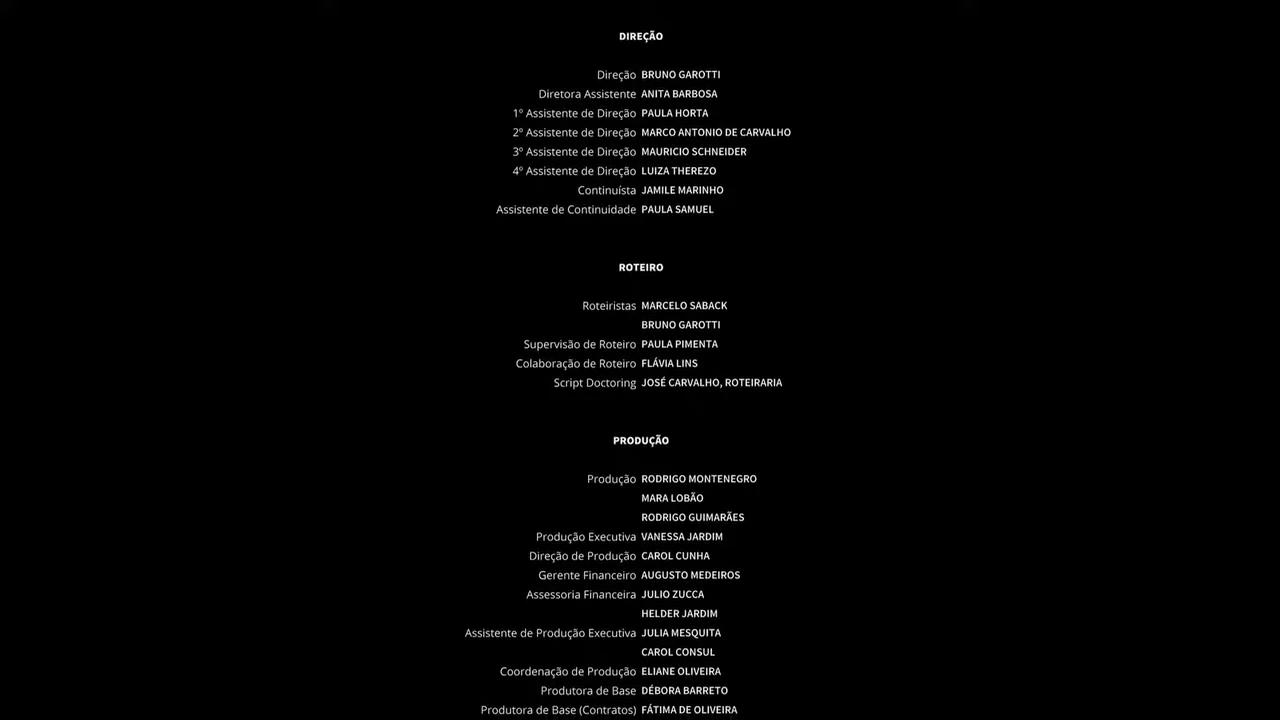 DIREÇÃO
Direção BRUNO GAROTTI
Diretora Assistente ANITA BARBOSA
1º Assistente de Direção PAULA HORTA
2º Assistente de Direção MARCO ANTONIO DE CARVALHO
3º Assistente de Direção MAURICIO SCHNEIDER
4º Assistente de Direção LUIZA THEREZO
Continuísta JAMILE MARINHO
Assistente de Continuidade PAULA SAMUEL
ROTEIRO
Roteiristas MARCELO SABACK
BRUNO GAROTTI
Supervisão de Roteiro PAULA PIMENTA
Colaboração de Roteiro FLÁVIA LINS
Script Doctoring JOSÉ CARVALHO, ROTEIRARIA
PRODUÇÃO
Produção RODRIGO MONTENEGRO
MARA LOBÃO
RODRIGO GUIMARÃES
Produção Executiva VANESSA JARDIM
Direção de Produção CAROL CUNHA
Gerente Financeiro AUGUSTO MEDEIROS
Assessoria Financeira JULIO ZUCCA
HELDER JARDIM
Assistente de Produção Executiva JULIA MESQUITA
CAROL CONSUL
Coordenação de Produção ELIANE OLIVEIRA
Produtora de Base DÉBORA BARRETO
Produtora de Base (Contratos) FÁTIMA DE OLIVEIRA